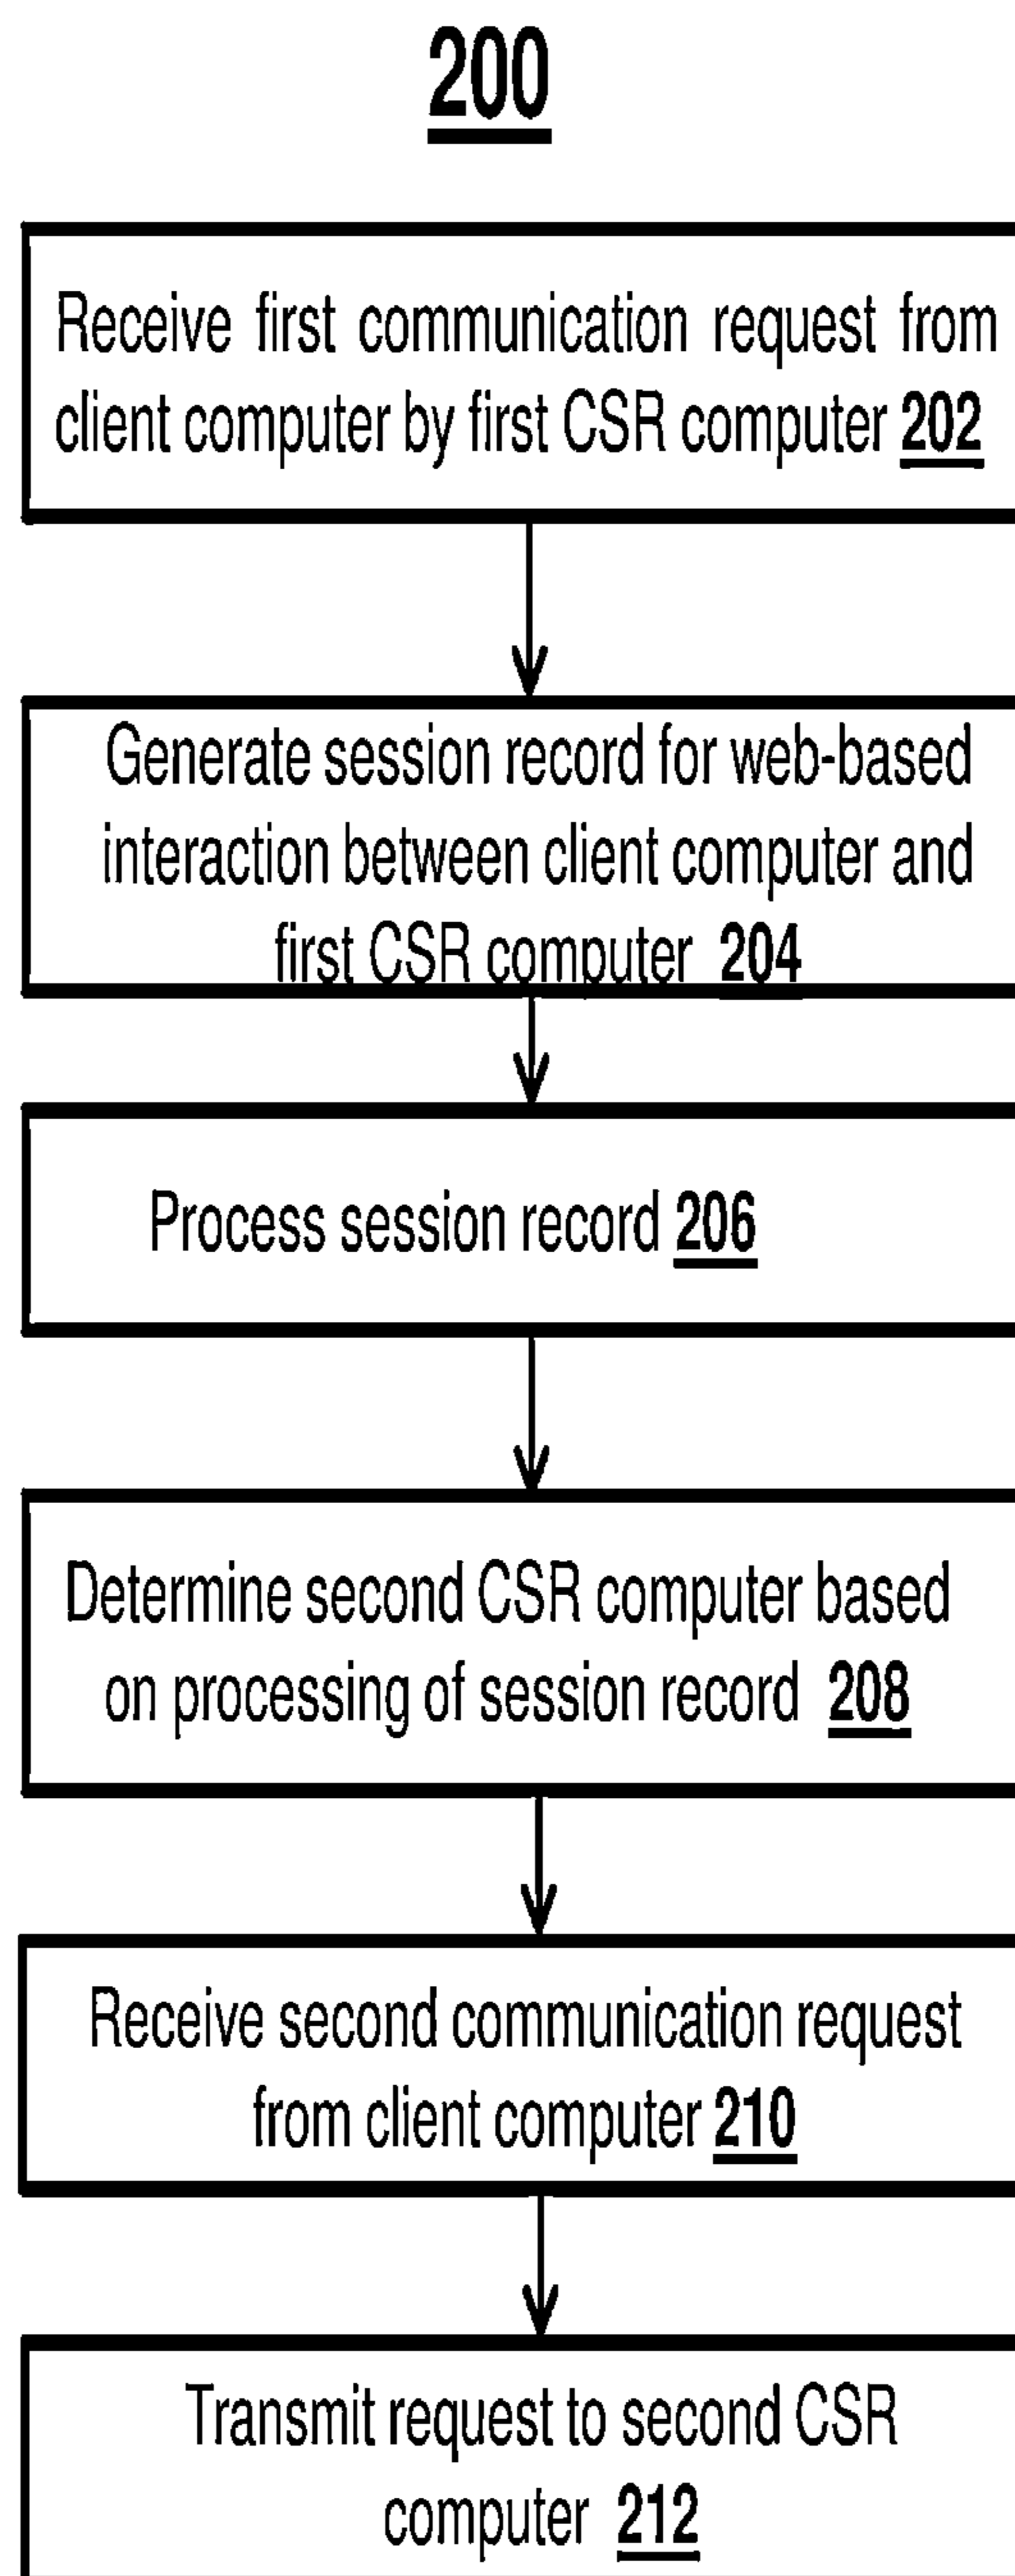 200
Receive first communication request from
client computer by first CSR computer 202
Generate session record for web-based
interaction between client computer and
first CSR computer 204
Process session record 206
Determine second CSR computer based
on processing of session record 208
Receive second communication request
from client computer 210
Transmit request to second CSR
computer 212